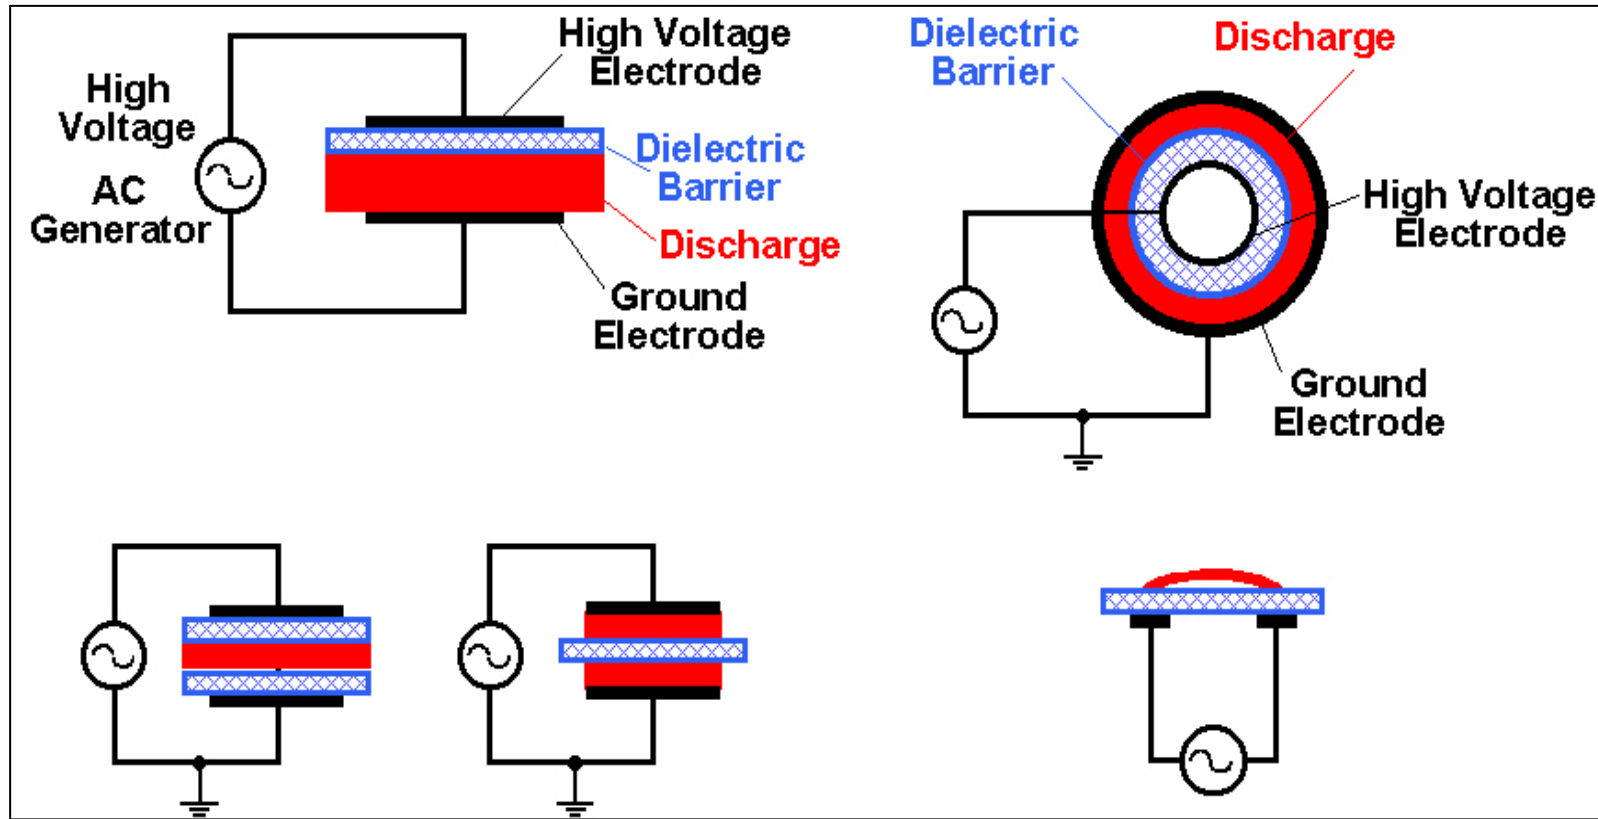 High Voltage
Electrode
High
Voltage
AC
Generator
Dielectric
Barrier
Discharge
Ground
Electrode
Dielectric
Barrier
Discharge
High Voltage
Electrode
Ground
Electrode